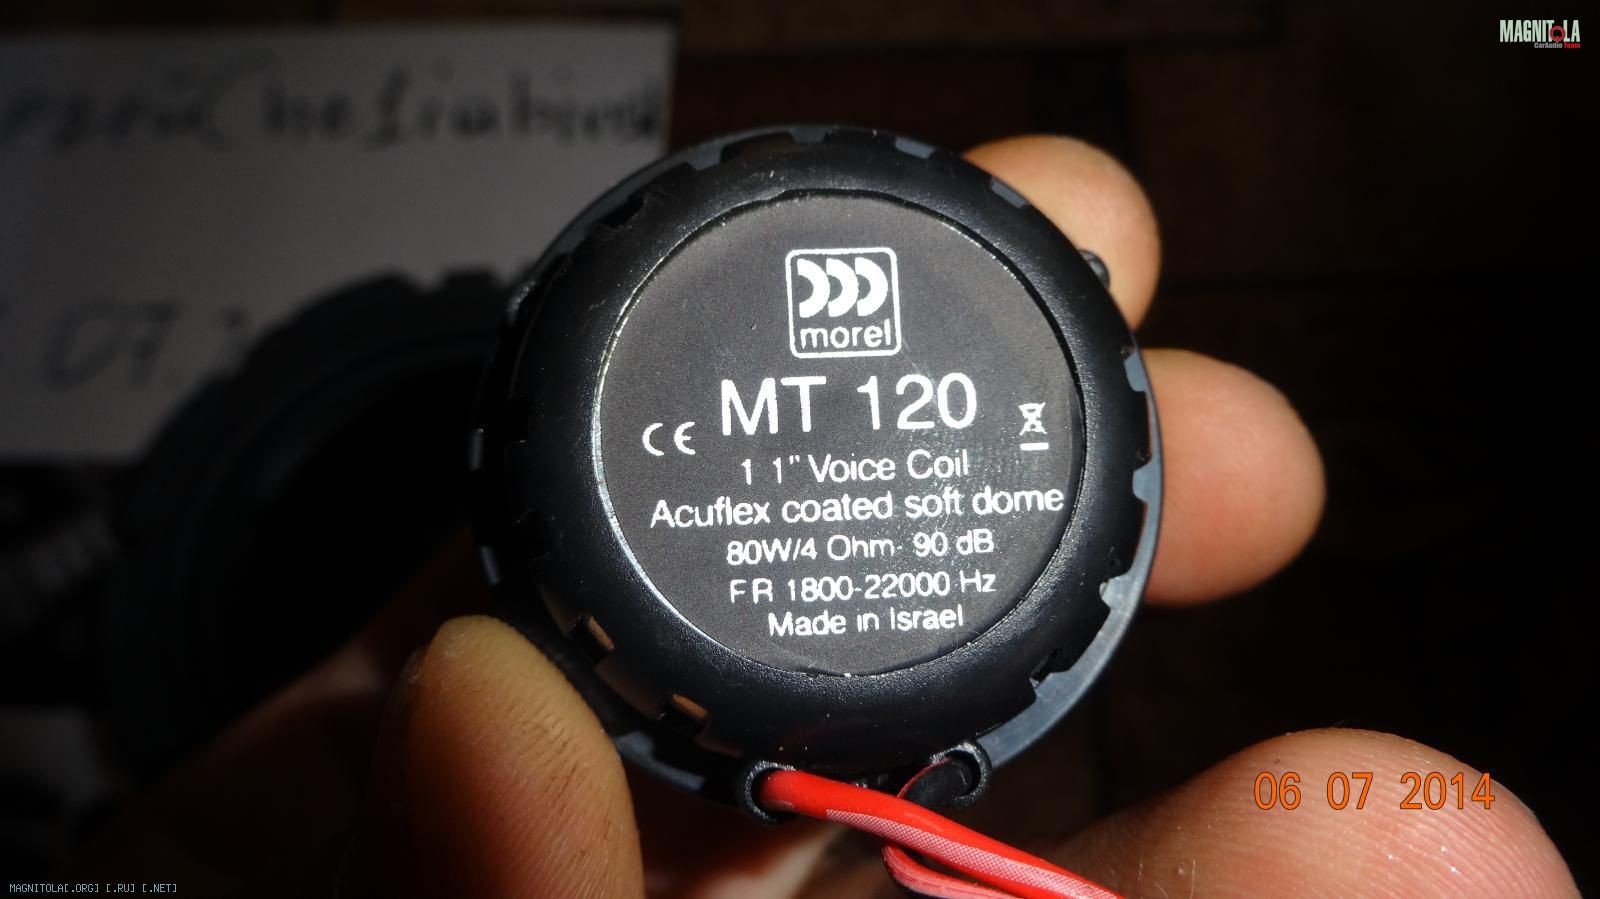 MAGNITOLA
CarAudio Team
morel
MT 120
CE
1 1" Voice Coil
Acuflex coated soft dome
80W/4 Ohm- 90 dB
FR 1800-22000 Hz
Made in Israel
06 07 2014
MAGNITOLA[.ORG] [.RU] [.NET]